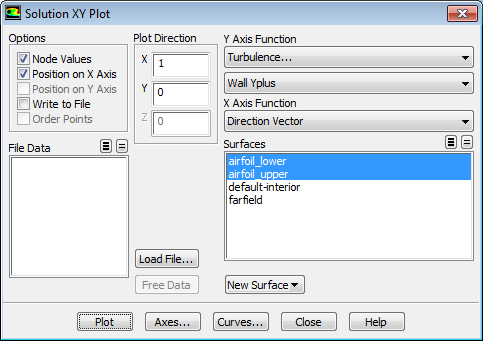 Solution XY Plot
Options
Node Values
Position on X Axis
Position on Y Axis
Write to File
Order Points
Plot Direction
X 1
Y 0
Z 0
Y Axis Function
Turbulence...
Wall Yplus
X Axis Function
Direction Vector
File Data
Surfaces
airfoil_lower
airfoil_upper
default-interior
farfield
Load File...
Free Data
New Surface
Plot
Axes...
Curves...
Close
Help